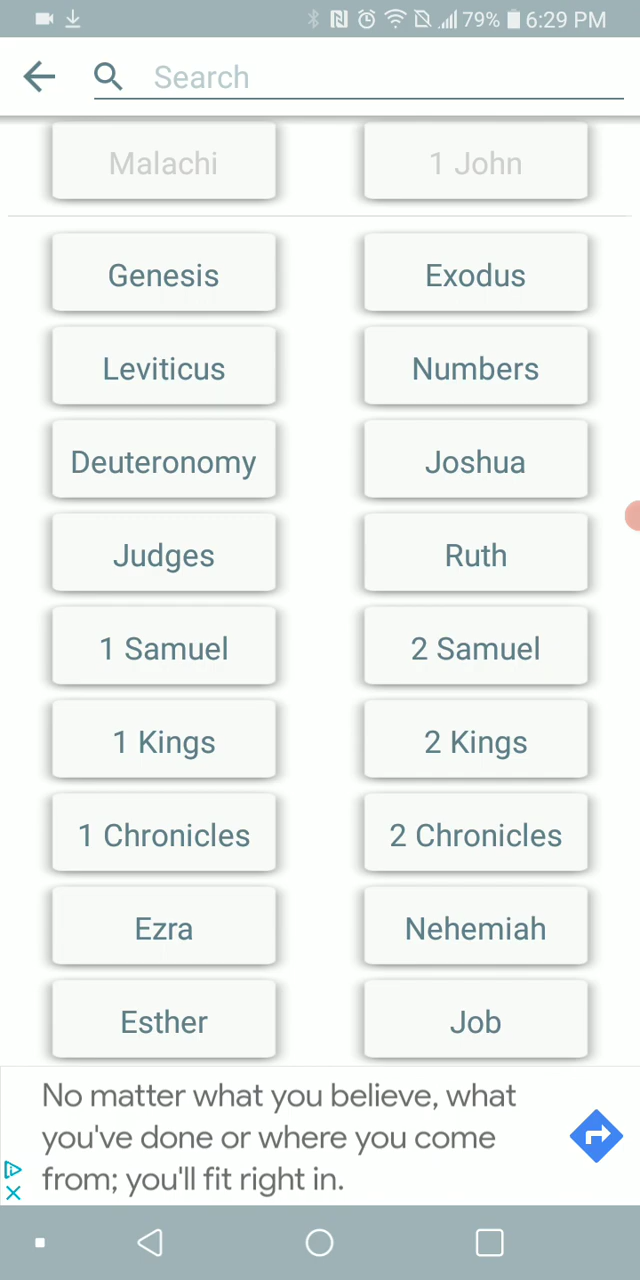 79% 6:29 PM
Search
Malachi 1 John
Genesis Exodus
Leviticus Numbers
Deuteronomy Joshua
Judges Ruth
1 Samuel 2 Samuel
1 Kings 2 Kings
1 Chronicles 2 Chronicles
Ezra Nehemiah
Esther Job
No matter what you believe, what
you've done or where you come
from; you'll fit right in.